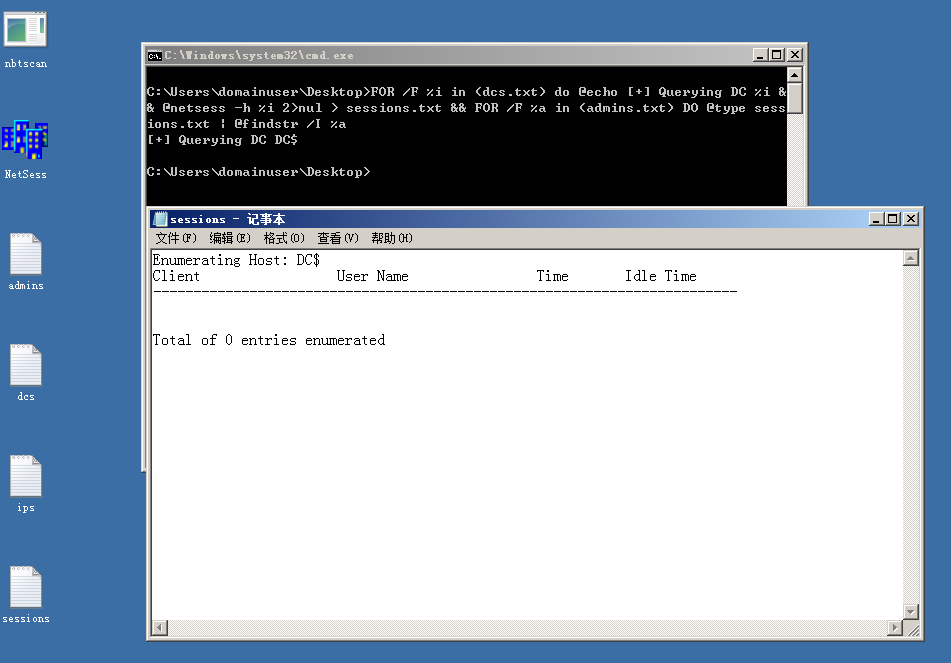 nbtscan
NetSess
admins
dcs
ips
sessions
C:\Windows\system32\cmd.exe
C:\Users\domainuser\Desktop>FOR /F %i in (dcs.txt) do @echo [+] Querying DC %i &
& @netsess -h %i 2>nul > sessions.txt && FOR /F %a in (admins.txt) DO @type sess
ions.txt | @findstr /I %a
[+] Querying DC DC$
C:\Users\domainuser\Desktop>
sessions - 记事本
文件(F) 编辑(E) 格式(O) 查看(V) 帮助(H)
Enumerating Host: DC$
Client User Name Time Idle Time
-------------------------------------------------------------------------
Total of 0 entries enumerated